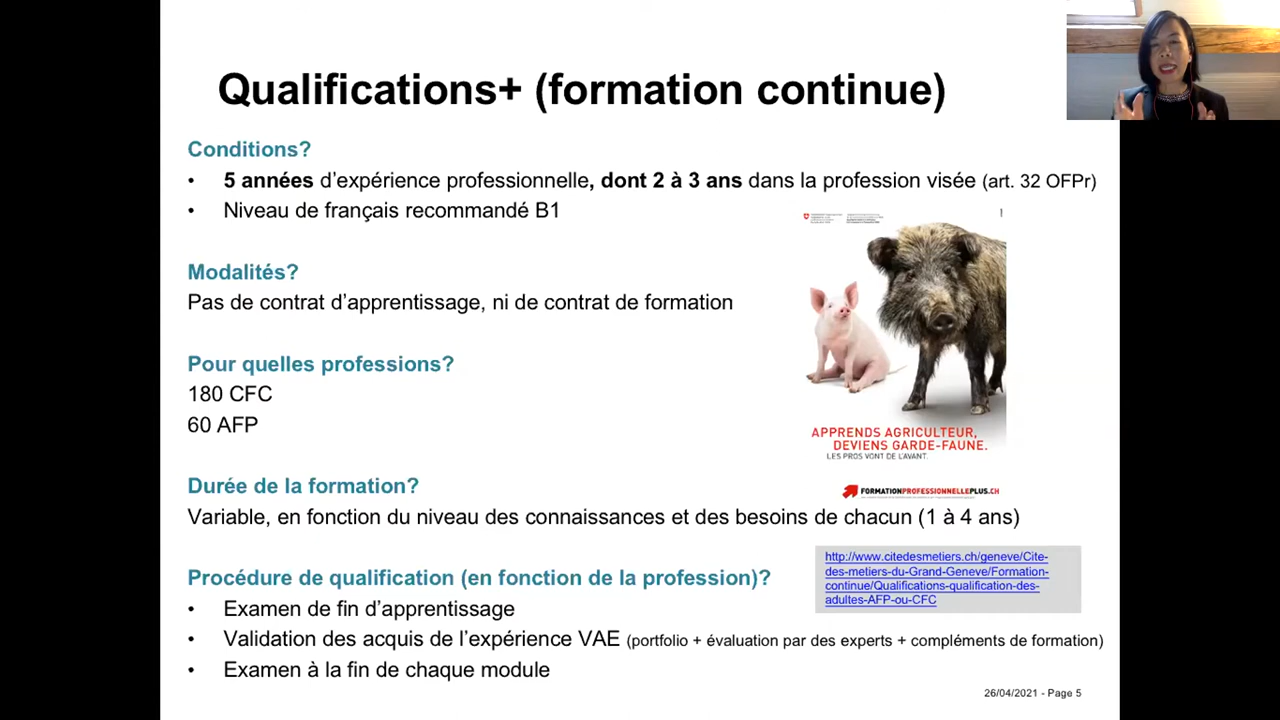 Qualifications+ (formation continue)
Conditions?
• 5 années d'expérience professionnelle, dont 2 à 3 ans dans la profession visée (art. 32 OFPr)
• Niveau de français recommandé B1
Modalités?
Pas de contrat d'apprentissage, ni de contrat de formation
Pour quelles professions?
180 CFC
60 AFP
APPRENDS AGRICULTEUR,
DEVIENS GARDE-FAUNE.
LES PROS VONT DE L'AVANT.
Durée de la formation?
FORMATIONPROFESSIONNELLEPLUS.CH
Variable, en fonction du niveau des connaissances et des besoins de chacun (1 à 4 ans)
http://www.citedesmetiers.ch/geneve/Cite-
des-metiers-du-Grand-Geneve/Formation-
continue/Qualifications-qualification-des-
adultes-AFP-ou-CFC
Procédure de qualification (en fonction de la profession)?
• Examen de fin d'apprentissage
• Validation des acquis de l'expérience VAE (portfolio + évaluation par des experts + compléments de formation)
• Examen à la fin de chaque module
26/04/2021 - Page 5